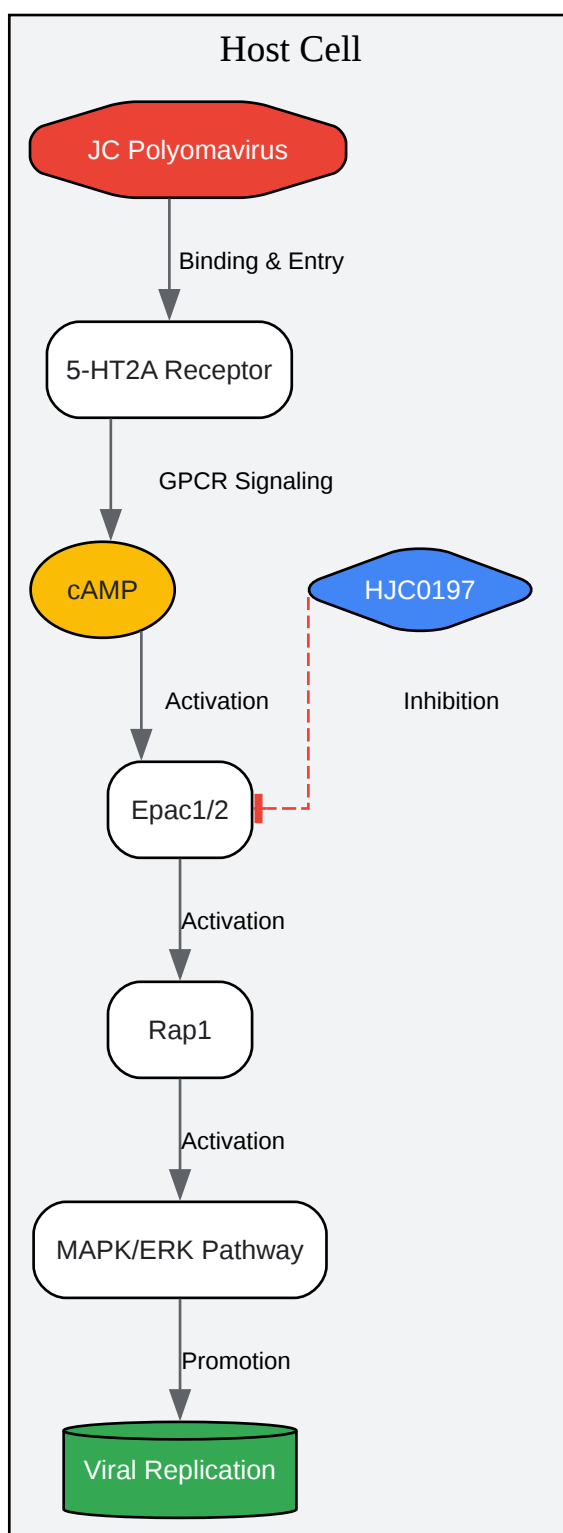 Host Cell
JC Polyomavirus
Binding & Entry
5-HT2A Receptor
GPCR Signaling
cAMP
HJC0197
Activation
Inhibition
Epac1/2
Activation
Rap1
Activation
MAPK/ERK Pathway
Promotion
Viral Replication